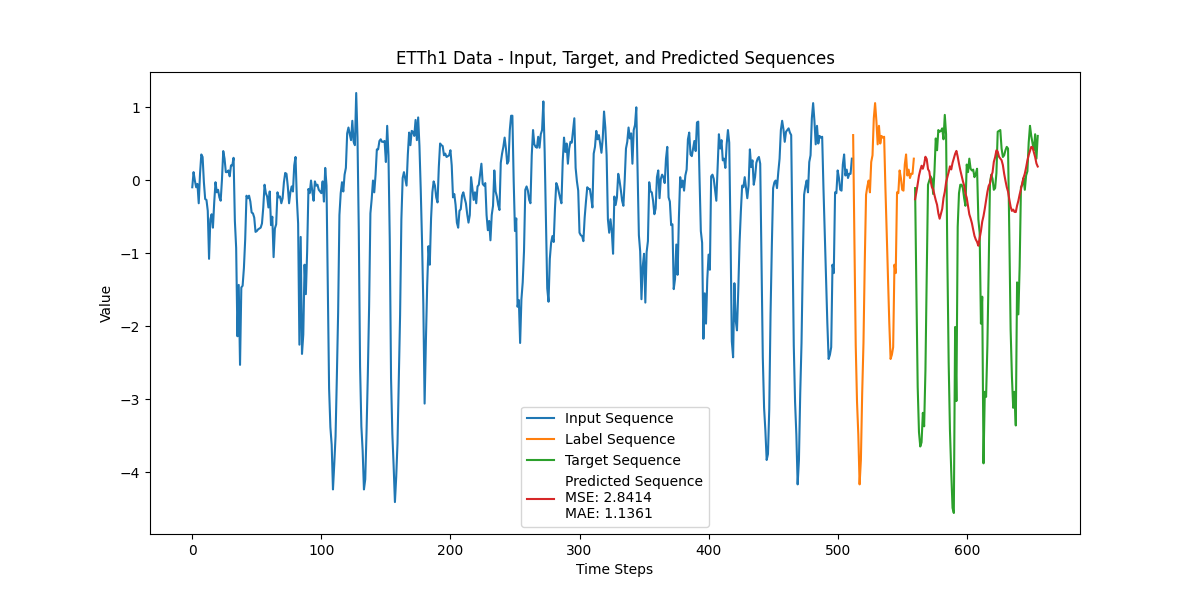 ETTh1 Data - Input, Target, and Predicted Sequences
1
0
−1
−2
−3
−4
Value
Input Sequence
Label Sequence
Target Sequence
Predicted Sequence
MSE: 2.8414
MAE: 1.1361
0 100 200 300 400 500 600
Time Steps